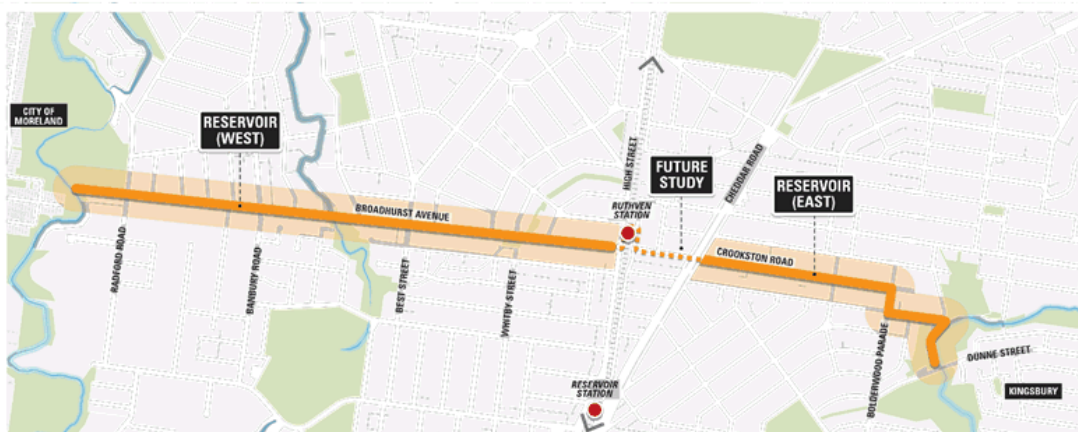 CITY OF
MORELAND
RESERVOIR
(WEST)
RADFORD ROAD
BANBURY ROAD
BROADHURST AVENUE
BEST STREET
WHITBY STREET
HIGH STREET
RUTHVEN
STATION
FUTURE
STUDY
CHEDDAR ROAD
RESERVOIR
(EAST)
CROOKSTON ROAD
BOLDERWOOD PARADE
DUNNE STREET
KINGSBURY
RESERVOIR
STATION